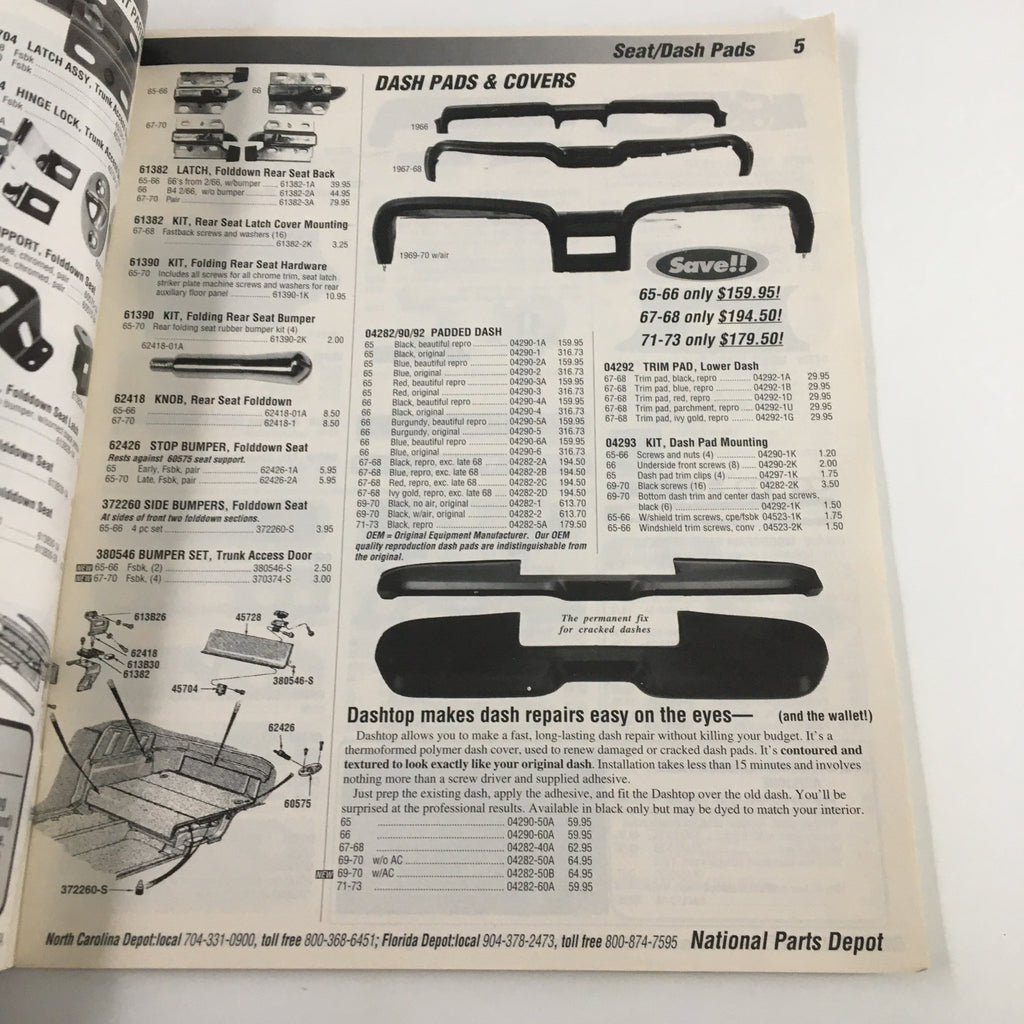 Seat/Dash Pads 5
704 LATCH ASSY, Trunk
Fsbk
Fsbk
HINGE LOCK, Trunk
Fsbk
65-66
66
67-70
61382 LATCH, Folddown Rear Seat Back
65-66 66's from 2/66, w/bumper ..... 61382-1A 39.95
66 B4 2/66, w/o bumper ..... 61382-2A 44.95
67-70 Pair ..... 61382-3A 79.95
61382 KIT, Rear Seat Latch Cover Mounting
67-68 Fastback screws and washers (16)
..... 61382-2K 3.25
61390 KIT, Folding Rear Seat Hardware
65-70 Includes all screws for all chrome trim, seat latch
striker plate machine screws and washers for rear
auxiliary floor panel ..... 61390-1K 10.95
61390 KIT, Folding Rear Seat Bumper
65-70 Rear folding seat rubber bumper kit (4)
..... 61390-2K 2.00
62418-01A
62418 KNOB, Rear Seat Folddown
65-66 ..... 62418-01A 8.50
67-70 ..... 62418-1 8.50
62426 STOP BUMPER, Folddown Seat
Rests against 60575 seat support.
65 Early, Fsbk, pair ..... 62426-1A 5.95
65-70 Late, Fsbk, pair ..... 62426-2A 5.95
372260 SIDE BUMPERS, Folddown Seat
At sides of front two folddown sections.
65-66 4 pc set ..... 372260-S 3.95
380546 BUMPER SET, Trunk Access Door
NEW 65-66 Fsbk, (2) ..... 380546-S 2.50
NEW 67-70 Fsbk, (4) ..... 370374-S 3.00
613B26
45728
62418
613B30
61382
380546-S
45704
62426
60575
372260-S
DASH PADS & COVERS
1966
1967-68
1969-70 w/air
Save!!
65-66 only $159.95!
67-68 only $194.50!
71-73 only $179.50!
04282/90/92 PADDED DASH
65 Black, beautiful repro ..... 04290-1A 159.95
65 Black, original ..... 04290-1 316.73
65 Blue, beautiful repro ..... 04290-2A 159.95
65 Blue, original ..... 04290-2 316.73
65 Red, beautiful repro ..... 04290-3A 159.95
65 Red, original ..... 04290-3 316.73
66 Black, beautiful repro ..... 04290-4A 159.95
66 Black, original ..... 04290-4 316.73
66 Burgundy, beautiful repro ..... 04290-5A 159.95
66 Burgundy, original ..... 04290-5 316.73
66 Blue, beautiful repro ..... 04290-6A 159.95
66 Blue, original ..... 04290-6 316.73
67-68 Black, repro, exc. late 68 ..... 04282-2A 194.50
67-68 Blue, repro, exc. late 68 ..... 04282-2B 194.50
67-68 Red, repro, exc. late 68 ..... 04282-2C 194.50
67-68 Ivy gold, repro, exc. late 68 ..... 04282-2D 194.50
69-70 Black, no air, original ..... 04282-1 613.70
69-70 Black, w/air, original ..... 04282-2 613.70
71-73 Black, repro ..... 04282-5A 179.50
OEM = Original Equipment Manufacturer. Our OEM
quality reproduction dash pads are indistinguishable from
the original.
04292 TRIM PAD, Lower Dash
67-68 Trim pad, black, repro ..... 04292-1A 29.95
67-68 Trim pad, blue, repro ..... 04292-1B 29.95
67-68 Trim pad, red, repro ..... 04292-1D 29.95
67-68 Trim pad, parchment, repro ..... 04292-1U 29.95
67-68 Trim pad, ivy gold, repro ..... 04292-1G 29.95
04293 KIT, Dash Pad Mounting
65-66 Screws and nuts (4) ..... 04290-1K 1.20
66 Underside front screws (8) ..... 04290-2K 2.00
65 Dash pad trim clips (4) ..... 04297-1K 1.75
69-70 Black screws (16) ..... 04282-2K 3.50
69-70 Bottom dash trim and center dash pad screws,
black (6) ..... 04292-1K 1.50
65-66 W/shield trim screws, cpe/fsbk 04523-1K 1.75
65-66 Windshield trim screws, conv . 04523-2K 1.50
The permanent fix
for cracked dashes
Dashtop makes dash repairs easy on the eyes— (and the wallet!)
Dashtop allows you to make a fast, long-lasting dash repair without killing your budget. It's a
thermoformed polymer dash cover, used to renew damaged or cracked dash pads. It's contoured and
textured to look exactly like your original dash. Installation takes less than 15 minutes and involves
nothing more than a screw driver and supplied adhesive.
Just prep the existing dash, apply the adhesive, and fit the Dashtop over the old dash. You'll be
surprised at the professional results. Available in black only but may be dyed to match your interior.
65 ..... 04290-50A 59.95
66 ..... 04290-60A 59.95
67-68 ..... 04282-40A 62.95
69-70 w/o AC ..... 04282-50A 64.95
NEW 69-70 w/AC ..... 04282-50B 64.95
71-73 ..... 04282-60A 59.95
North Carolina Depot:local 704-331-0900, toll free 800-368-6451; Florida Depot:local 904-378-2473, toll free 800-874-7595 National Parts Depot